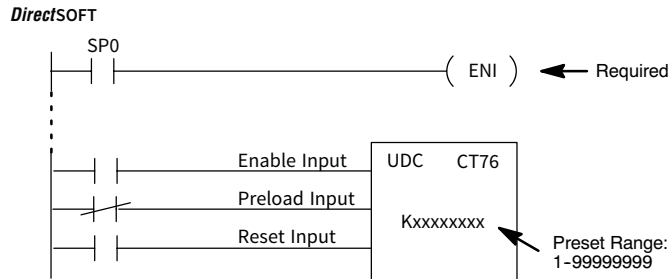 DirectSOFT
SP0
ENI
Required
Enable Input
UDC CT76
Preload Input
Kxxxxxxxx
Reset Input
Preset Range:
1-99999999